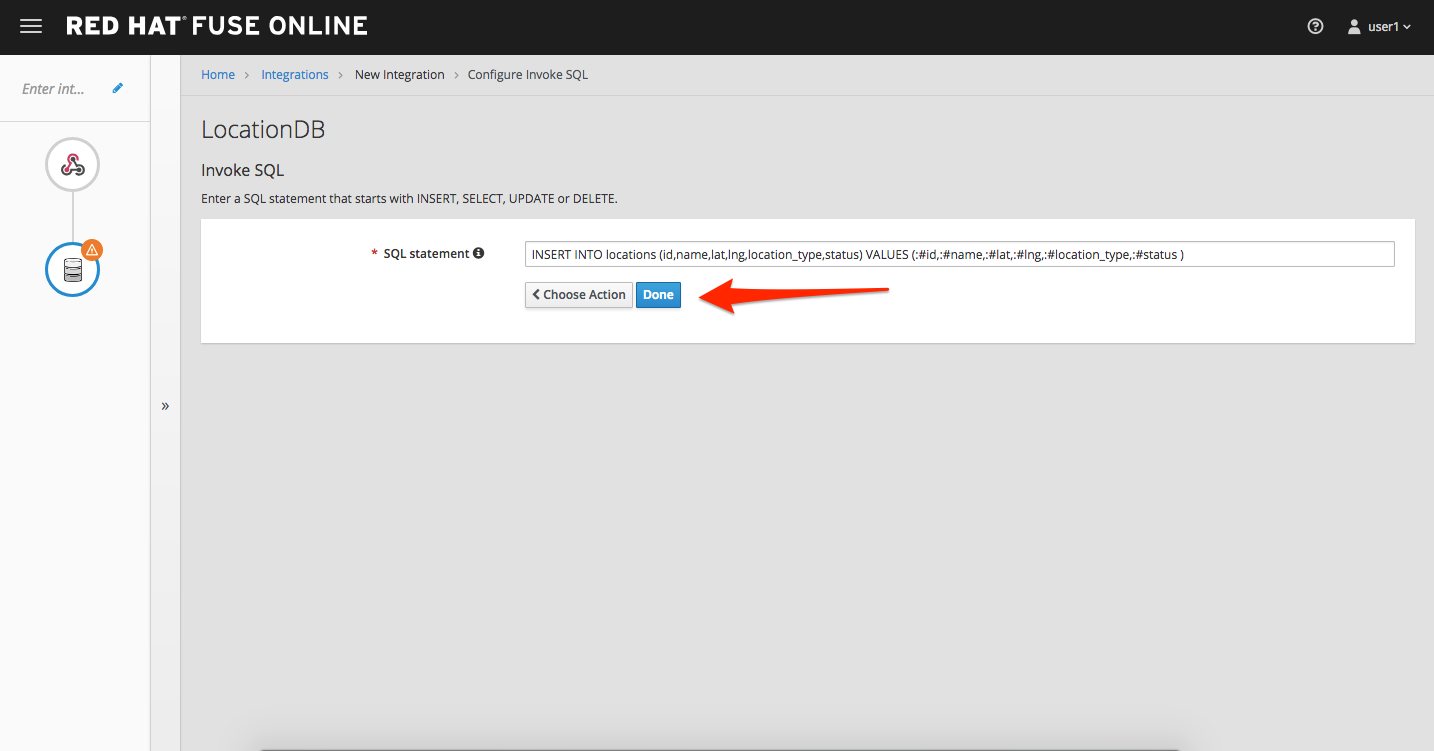 RED HAT® FUSE ONLINE
user1
Enter int...
Home > Integrations > New Integration > Configure Invoke SQL
LocationDB
Invoke SQL
Enter a SQL statement that starts with INSERT, SELECT, UPDATE or DELETE.
* SQL statement
INSERT INTO locations (id,name,lat,lng,location_type,status) VALUES (:#id,:#name,:#lat,:#lng,:#location_type,:#status )
< Choose Action
Done
»